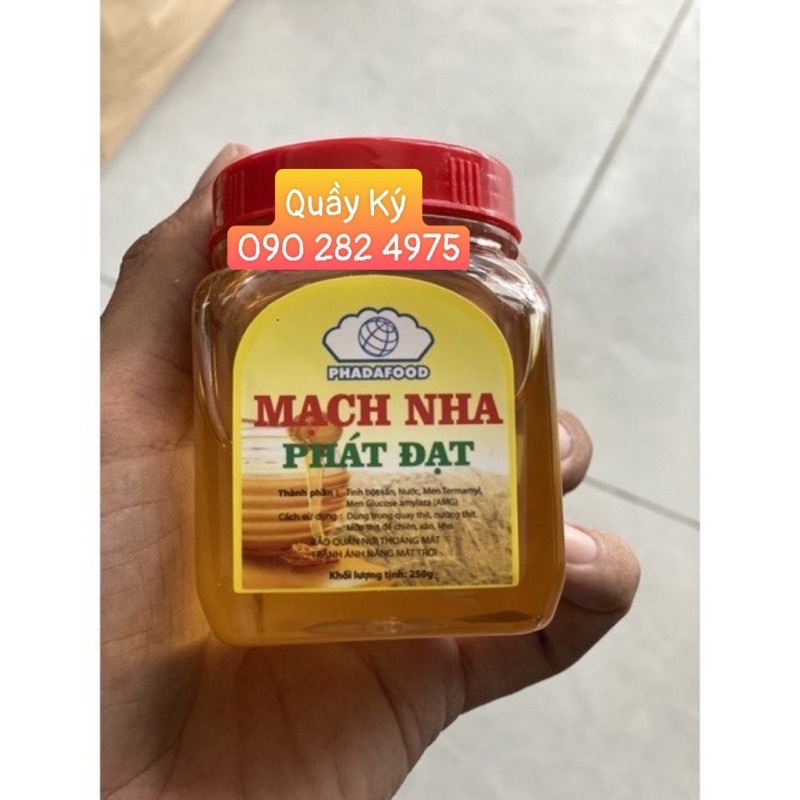 Quầy Ký
090 282 4975
PHADAFOOD
MẠCH NHA
PHÁT ĐẠT
Thành phần : Tinh bột sắn, Nước, Men Termamyl,
Men Glucose amylaza (AMG)
Cách sử dụng : Dùng trong quay thịt, nướng thịt,
ướp thịt để chiên, xào, kho.
BẢO QUẢN NƠI THOÁNG MÁT
TRÁNH ÁNH NẮNG MẶT TRỜI
Khối lượng tịnh: 250g